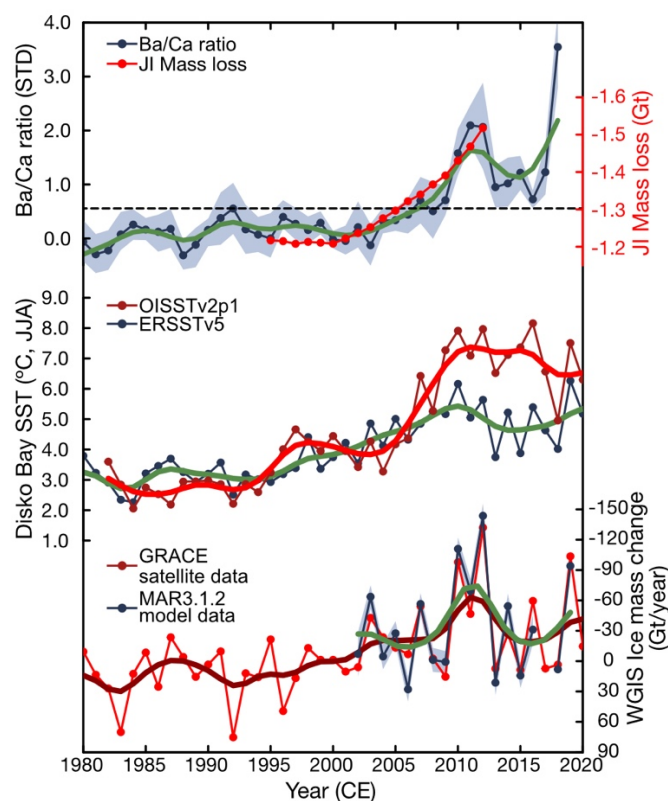 4.0
3.0
2.0
1.0
0.0
Ba/Ca ratio (STD)
Ba/Ca ratio
JI Mass loss
-1.6
-1.5
-1.4
-1.3
-1.2
JI Mass loss (Gt)
9.0
8.0
7.0
6.0
5.0
4.0
3.0
2.0
1.0
Disko Bay SST (ºC, JJA)
OISSTv2p1
ERSSTv5
GRACE
satellite data
MAR3.1.2
model data
-150
-120
-90
-60
-30
0
30
60
90
WGIS Ice mass change
(Gt/year)
1980 1985 1990 1995 2000 2005 2010 2015 2020
Year (CE)